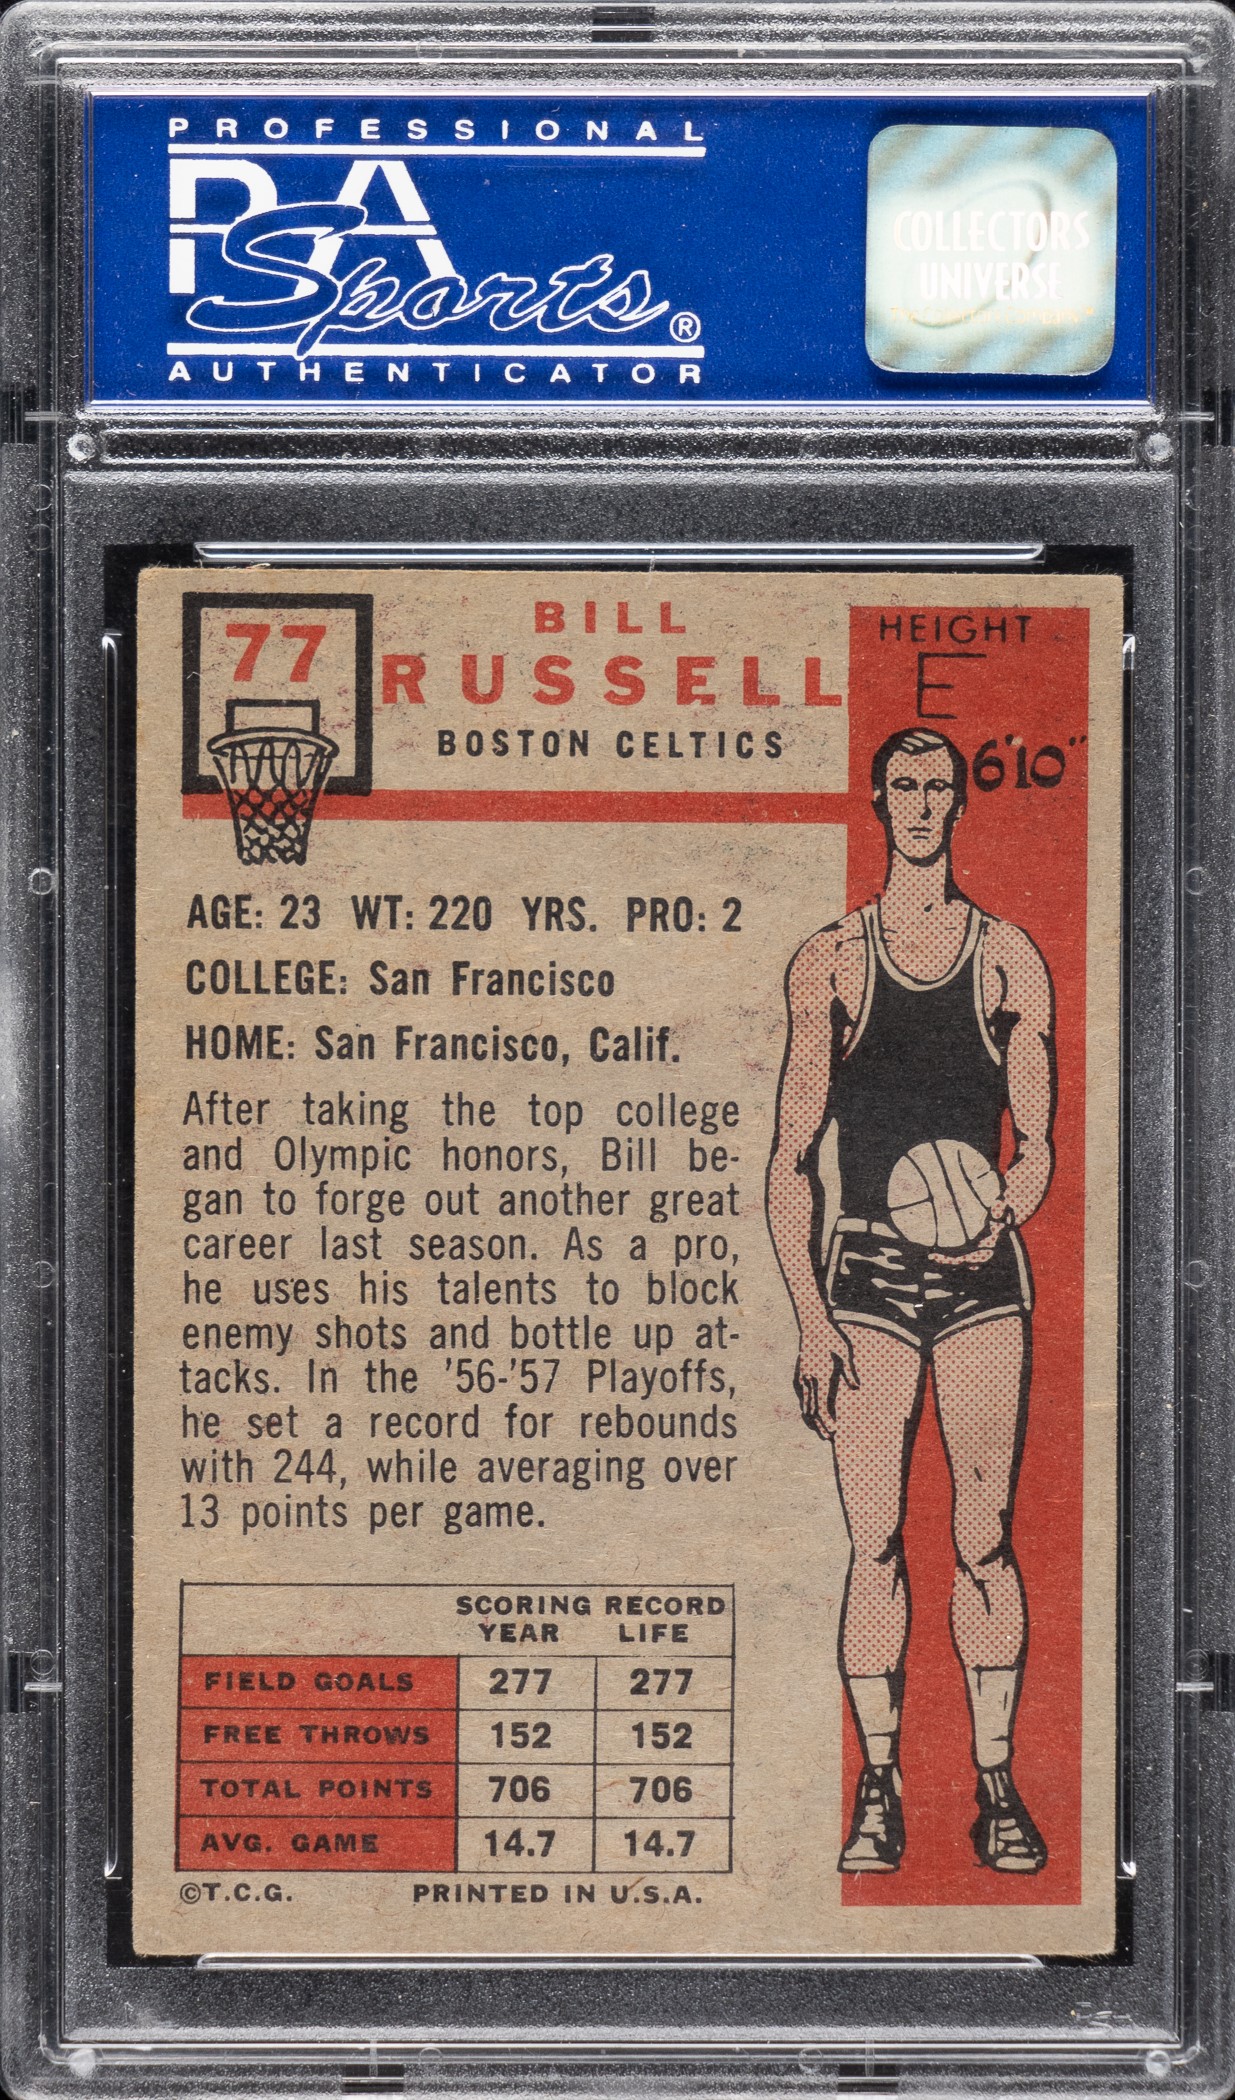 PROFESSIONAL
PSA
Sports®
AUTHENTICATOR
COLLECTORS
UNIVERSE
77
BILL
RUSSELL
BOSTON CELTICS
HEIGHT
E
6'10"
AGE: 23 WT: 220 YRS. PRO: 2
COLLEGE: San Francisco
HOME: San Francisco, Calif.
After taking the top college
and Olympic honors, Bill be-
gan to forge out another great
career last season. As a pro,
he uses his talents to block
enemy shots and bottle up at-
tacks. In the '56-'57 Playoffs,
he set a record for rebounds
with 244, while averaging over
13 points per game.
SCORING RECORD
YEAR LIFE
FIELD GOALS 277 277
FREE THROWS 152 152
TOTAL POINTS 706 706
AVG. GAME 14.7 14.7
©T.C.G. PRINTED IN U.S.A.